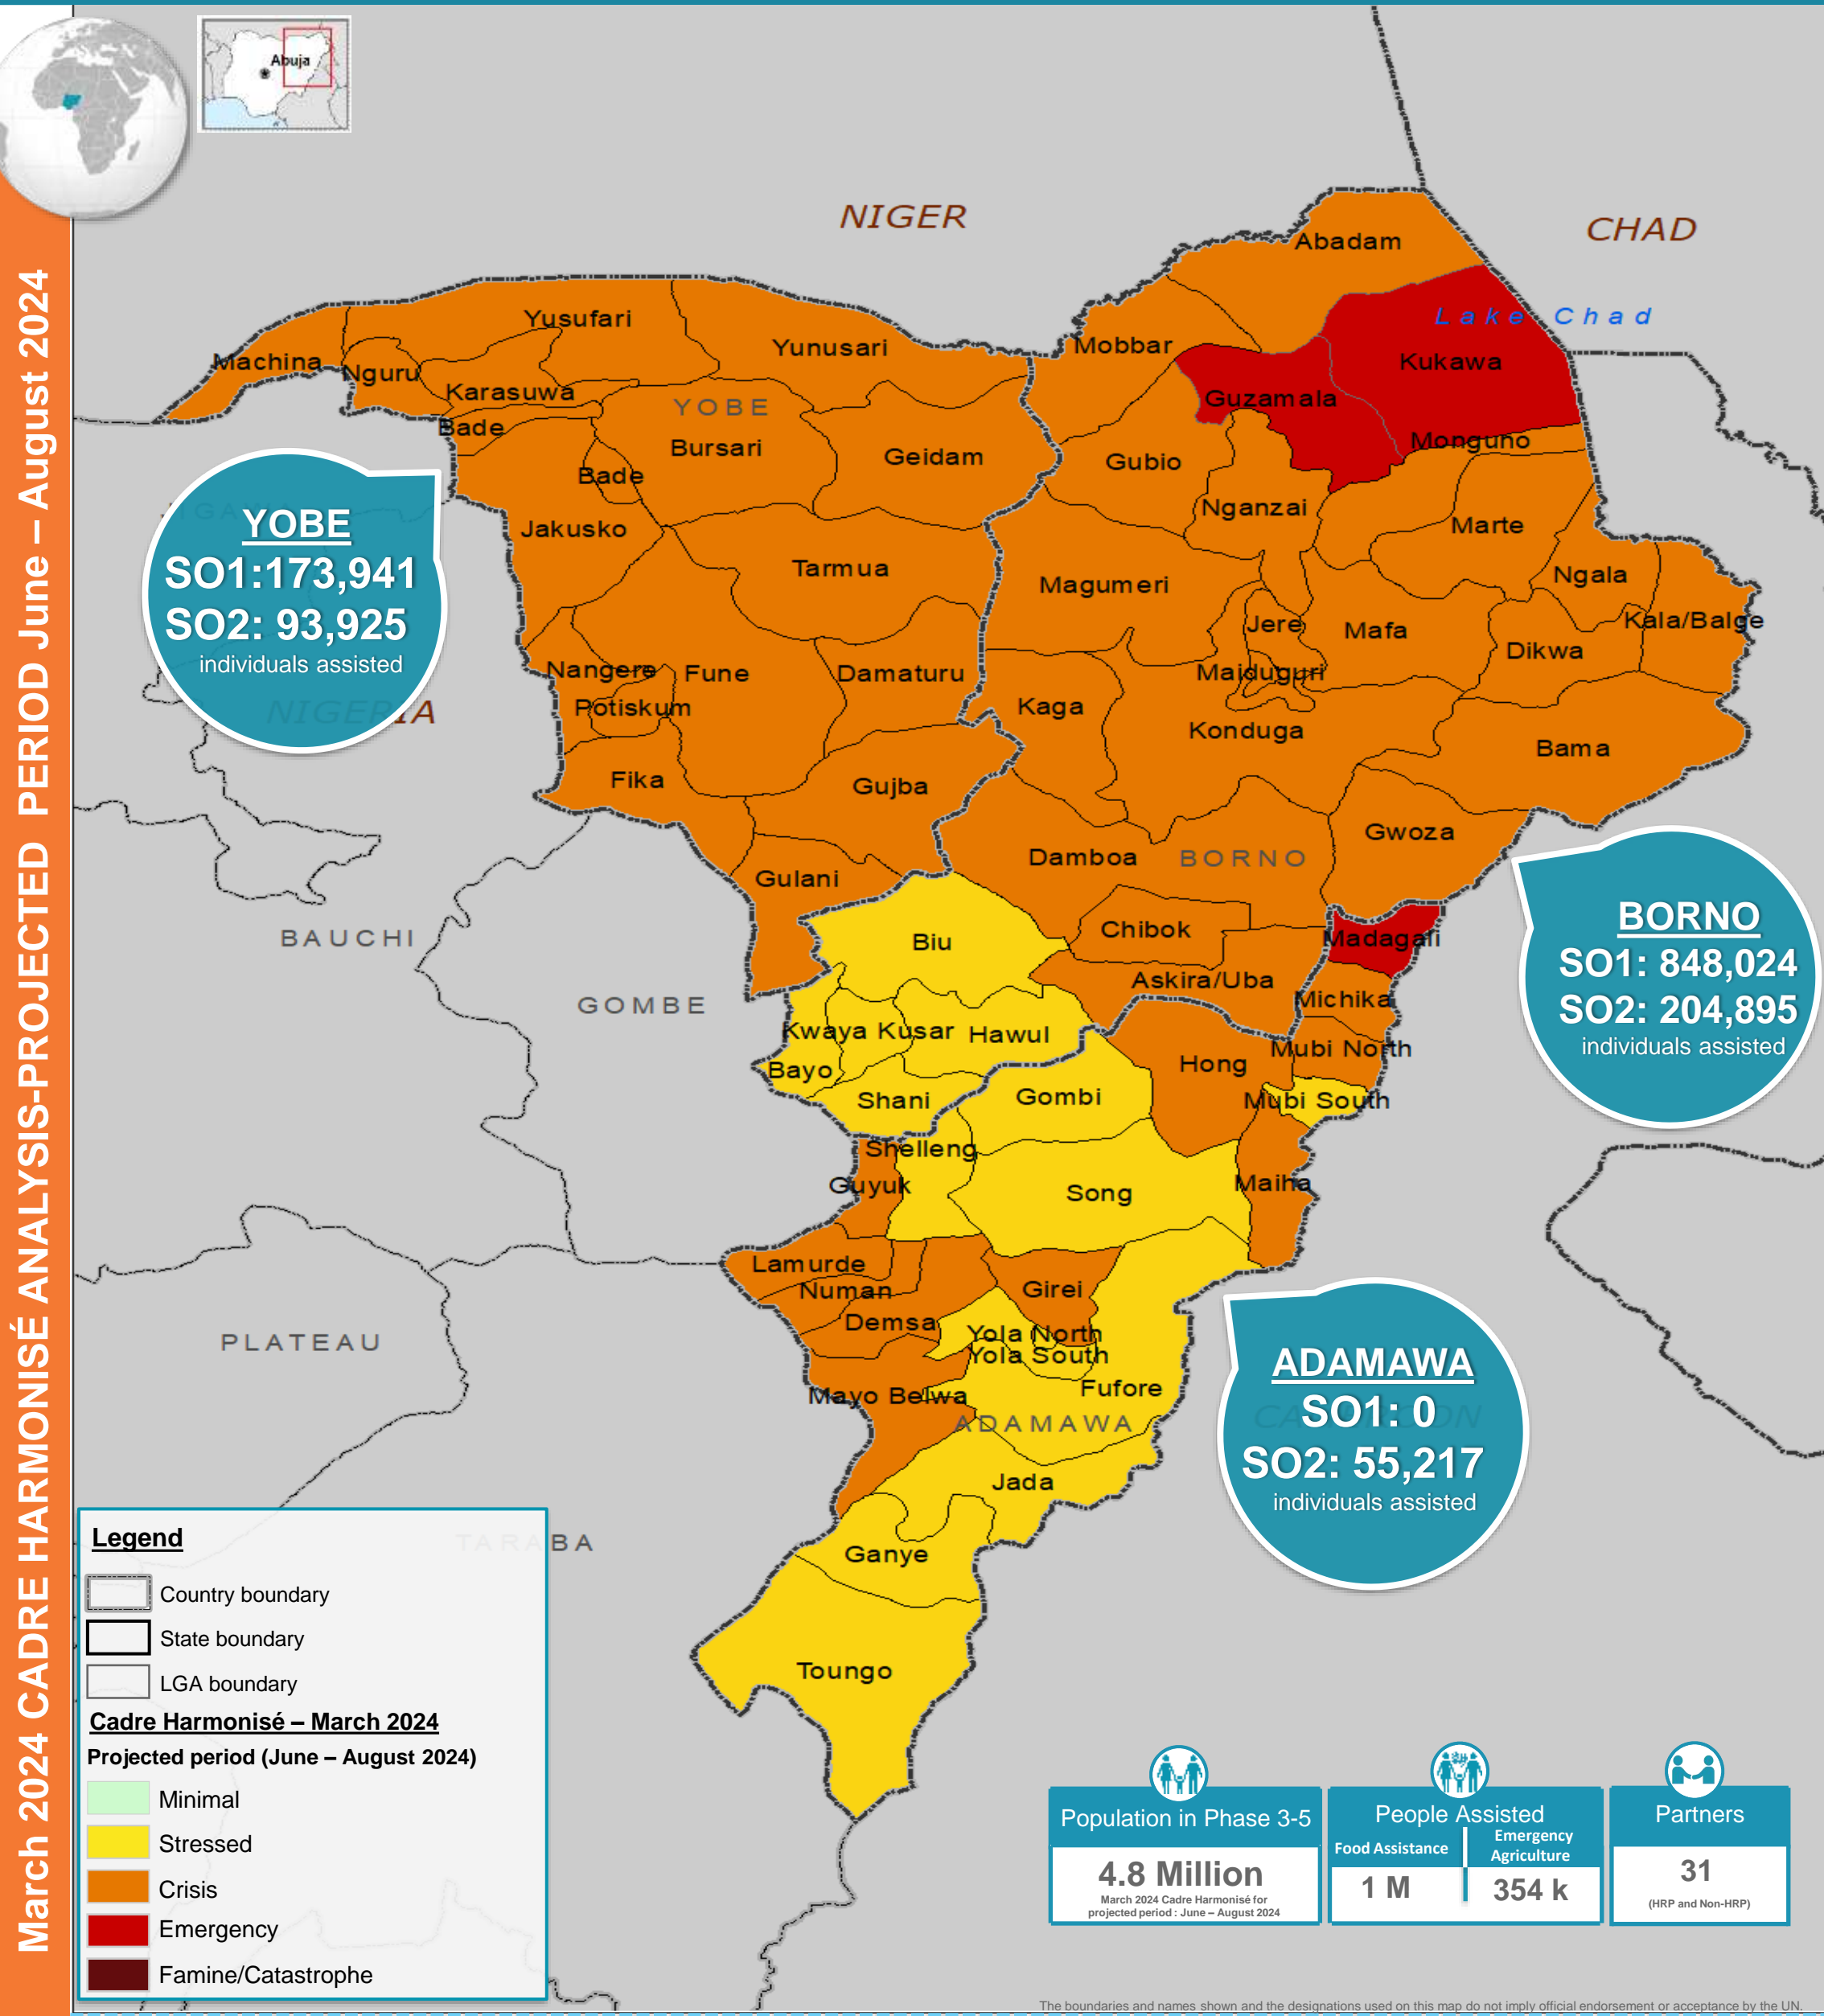 March 2024 CADRE HARMONISÉ ANALYSIS-PROJECTED PERIOD June – August 2024
Abuja
NIGER
CHAD
Lake Chad
Abadam
Yusufari
Yunusari
Mobbar
Kukawa
Machina
Nguru
Karasuwa
Guzamala
YOBE
Bade
Monguno
Bursari
Geidam
Gubio
Bade
Nganzai
Marte
Jakusko
Tarmua
Magumeri
Ngala
Jere
Mafa
Kala/Balge
Dikwa
Nangere
Fune
Damaturu
Maiduguri
Potiskum
Kaga
Konduga
Bama
Fika
Gujba
Gwoza
Damboa
BORNO
Gulani
Chibok
Biu
Madagali
Askira/Uba
Michika
Kwaya Kusar
Hawul
Mubi North
Bayo
Hong
Shani
Gombi
Mubi South
Shelleng
Guyuk
Song
Maiha
Lamurde
Numan
Girei
Demsa
Yola North
Yola South
Mayo Belwa
Fufore
ADAMAWA
Jada
Ganye
Toungo
NIGERIA
BAUCHI
GOMBE
PLATEAU
TARABA
CAMEROON
YOBE
SO1:173,941
SO2: 93,925
individuals assisted
BORNO
SO1: 848,024
SO2: 204,895
individuals assisted
ADAMAWA
SO1: 0
SO2: 55,217
individuals assisted
Legend
Country boundary
State boundary
LGA boundary
Cadre Harmonisé – March 2024
Projected period (June – August 2024)
Minimal
Stressed
Crisis
Emergency
Famine/Catastrophe
Population in Phase 3-5
4.8 Million
March 2024 Cadre Harmonisé for
projected period : June – August 2024
People Assisted
Food Assistance
1 M
Emergency
Agriculture
354 k
Partners
31
(HRP and Non-HRP)
The boundaries and names shown and the designations used on this map do not imply official endorsement or acceptance by the UN.